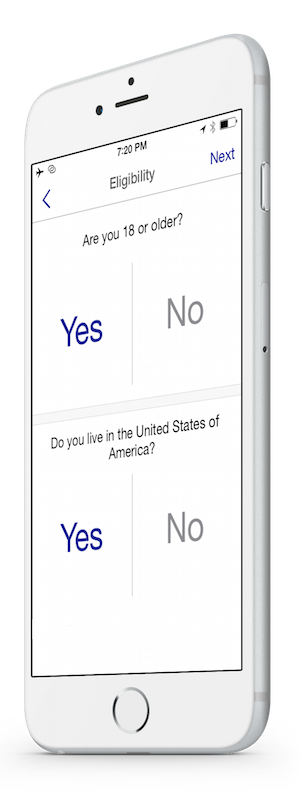 7:20 PM
Eligibility
Next
Are you 18 or older?
Yes
No
Do you live in the United States of
America?
Yes
No